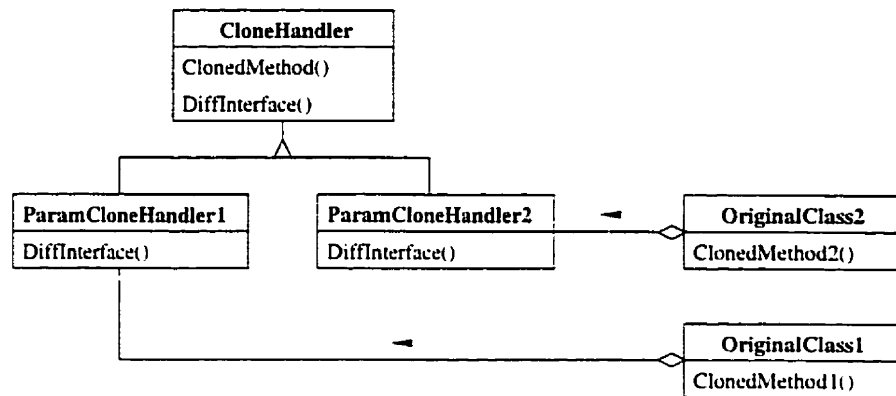 CloneHandler
ClonedMethod()
DiffInterface()
ParamCloneHandler1
DiffInterface()
ParamCloneHandler2
DiffInterface()
OriginalClass2
ClonedMethod2()
OriginalClass1
ClonedMethod1()